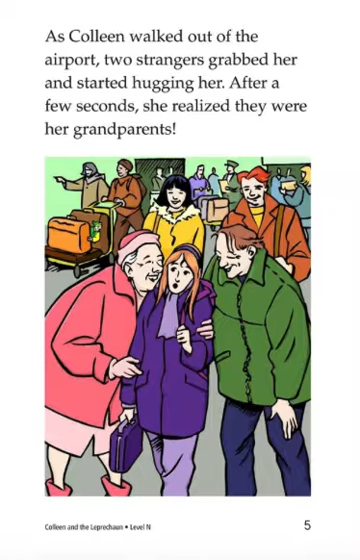 As Colleen walked out of the
airport, two strangers grabbed her
and started hugging her. After a
few seconds, she realized they were
her grandparents!
Colleen and the Leprechaun • Level N
5